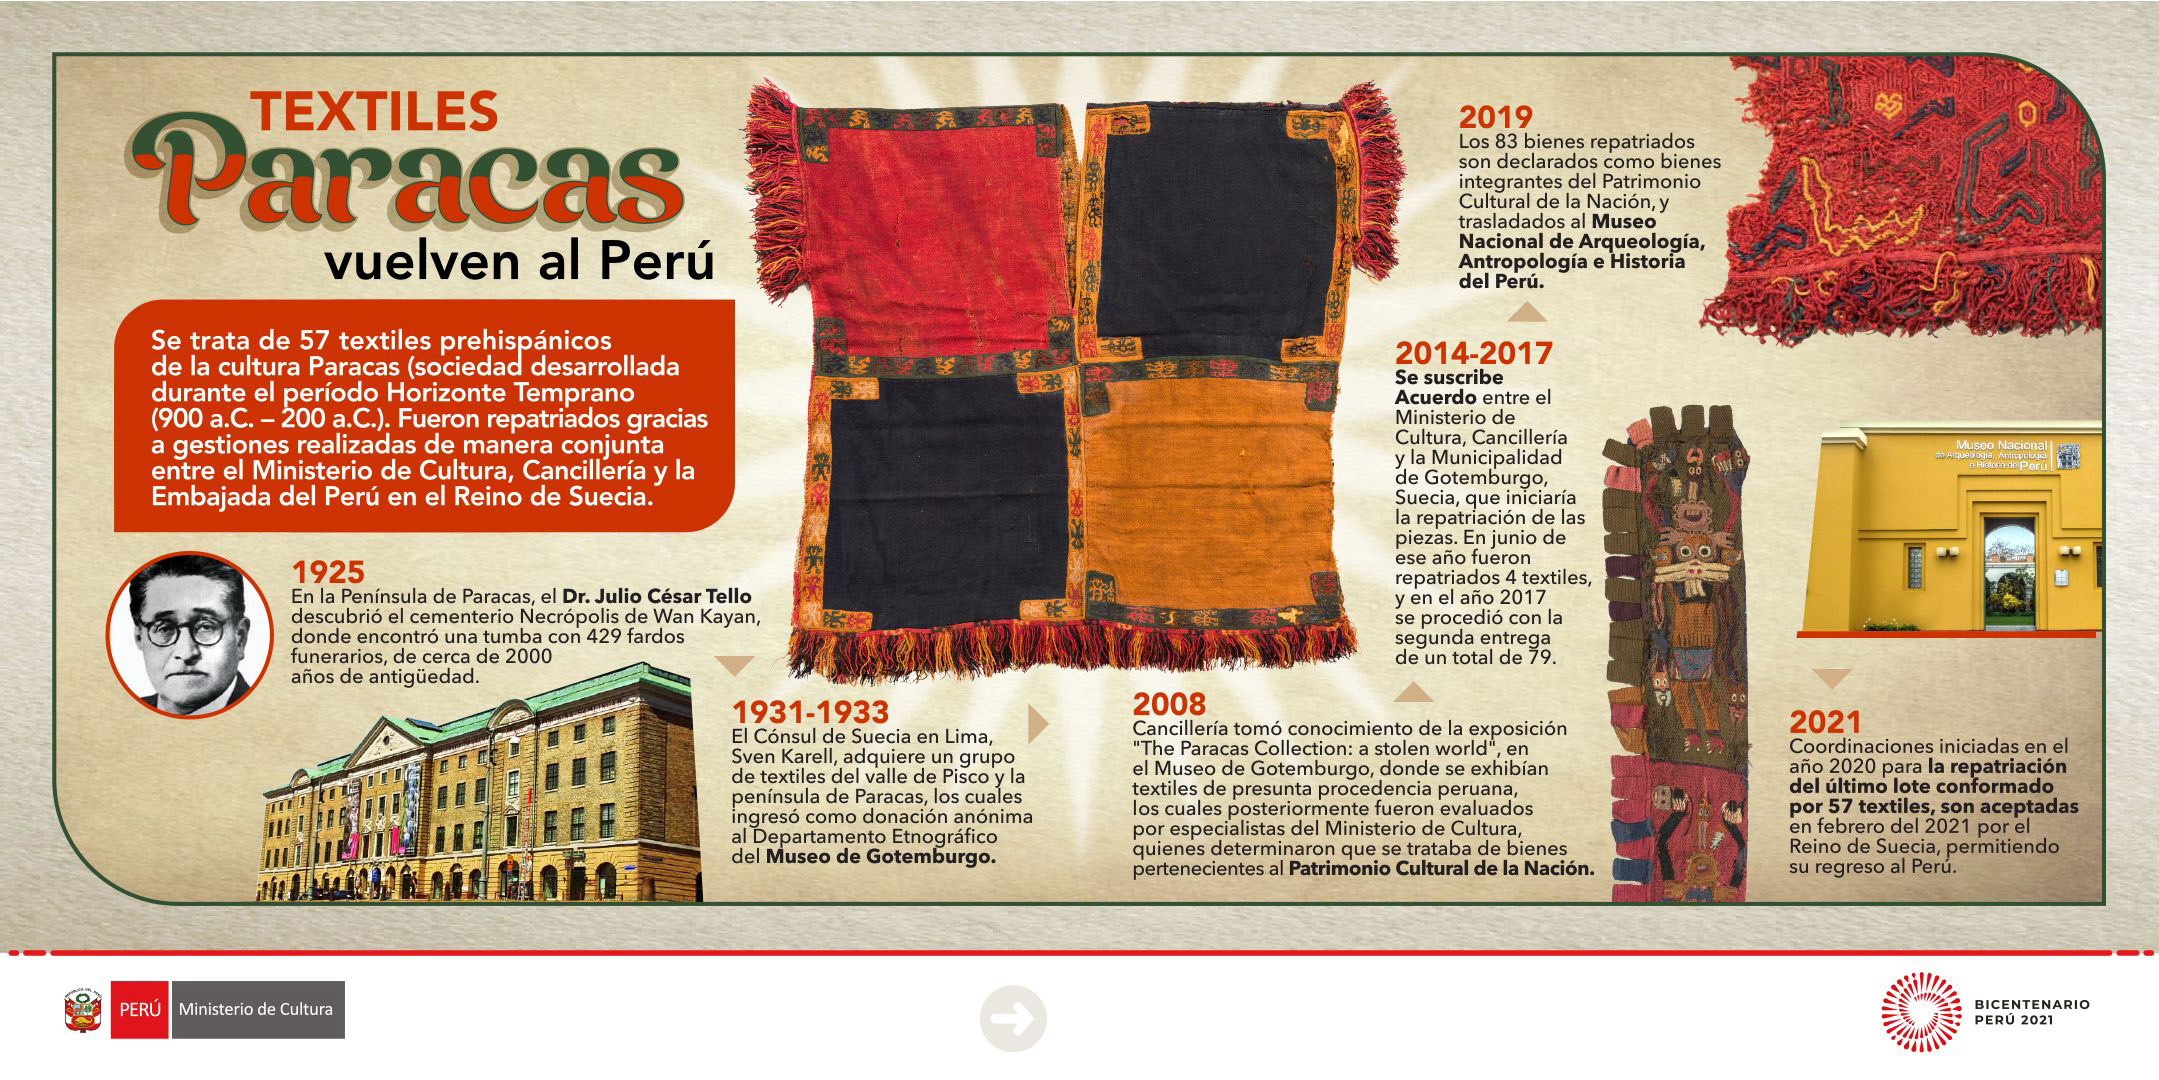 TEXTILES
Paracas
vuelven al Perú
Se trata de 57 textiles prehispánicos
de la cultura Paracas (sociedad desarrollada
durante el período Horizonte Temprano
(900 a.C. – 200 a.C.). Fueron repatriados gracias
a gestiones realizadas de manera conjunta
entre el Ministerio de Cultura, Cancillería y la
Embajada del Perú en el Reino de Suecia.
1925
En la Península de Paracas, el Dr. Julio César Tello
descubrió el cementerio Necrópolis de Wan Kayan,
donde encontró una tumba con 429 fardos
funerarios, de cerca de 2000
años de antigüedad.
1931-1933
El Cónsul de Suecia en Lima,
Sven Karell, adquiere un grupo
de textiles del valle de Pisco y la
península de Paracas, los cuales
ingresó como donación anónima
al Departamento Etnográfico
del Museo de Gotemburgo.
2008
Cancillería tomó conocimiento de la exposición
"The Paracas Collection: a stolen world", en
el Museo de Gotemburgo, donde se exhibían
textiles de presunta procedencia peruana,
los cuales posteriormente fueron evaluados
por especialistas del Ministerio de Cultura,
quienes determinaron que se trataba de bienes
pertenecientes al Patrimonio Cultural de la Nación.
2014-2017
Se suscribe
Acuerdo entre el
Ministerio de
Cultura, Cancillería
y la Municipalidad
de Gotemburgo,
Suecia, que iniciaría
la repatriación de las
piezas. En junio de
ese año fueron
repatriados 4 textiles,
y en el año 2017
se procedió con la
segunda entrega
de un total de 79.
2019
Los 83 bienes repatriados
son declarados como bienes
integrantes del Patrimonio
Cultural de la Nación, y
trasladados al Museo
Nacional de Arqueología,
Antropología e Historia
del Perú.
Museo Nacional
de Arqueología, Antropología
e Historia de Perú
2021
Coordinaciones iniciadas en el
año 2020 para la repatriación
del último lote conformado
por 57 textiles, son aceptadas
en febrero del 2021 por el
Reino de Suecia, permitiendo
su regreso al Perú.
PERÚ
Ministerio de Cultura
BICENTENARIO
PERÚ 2021